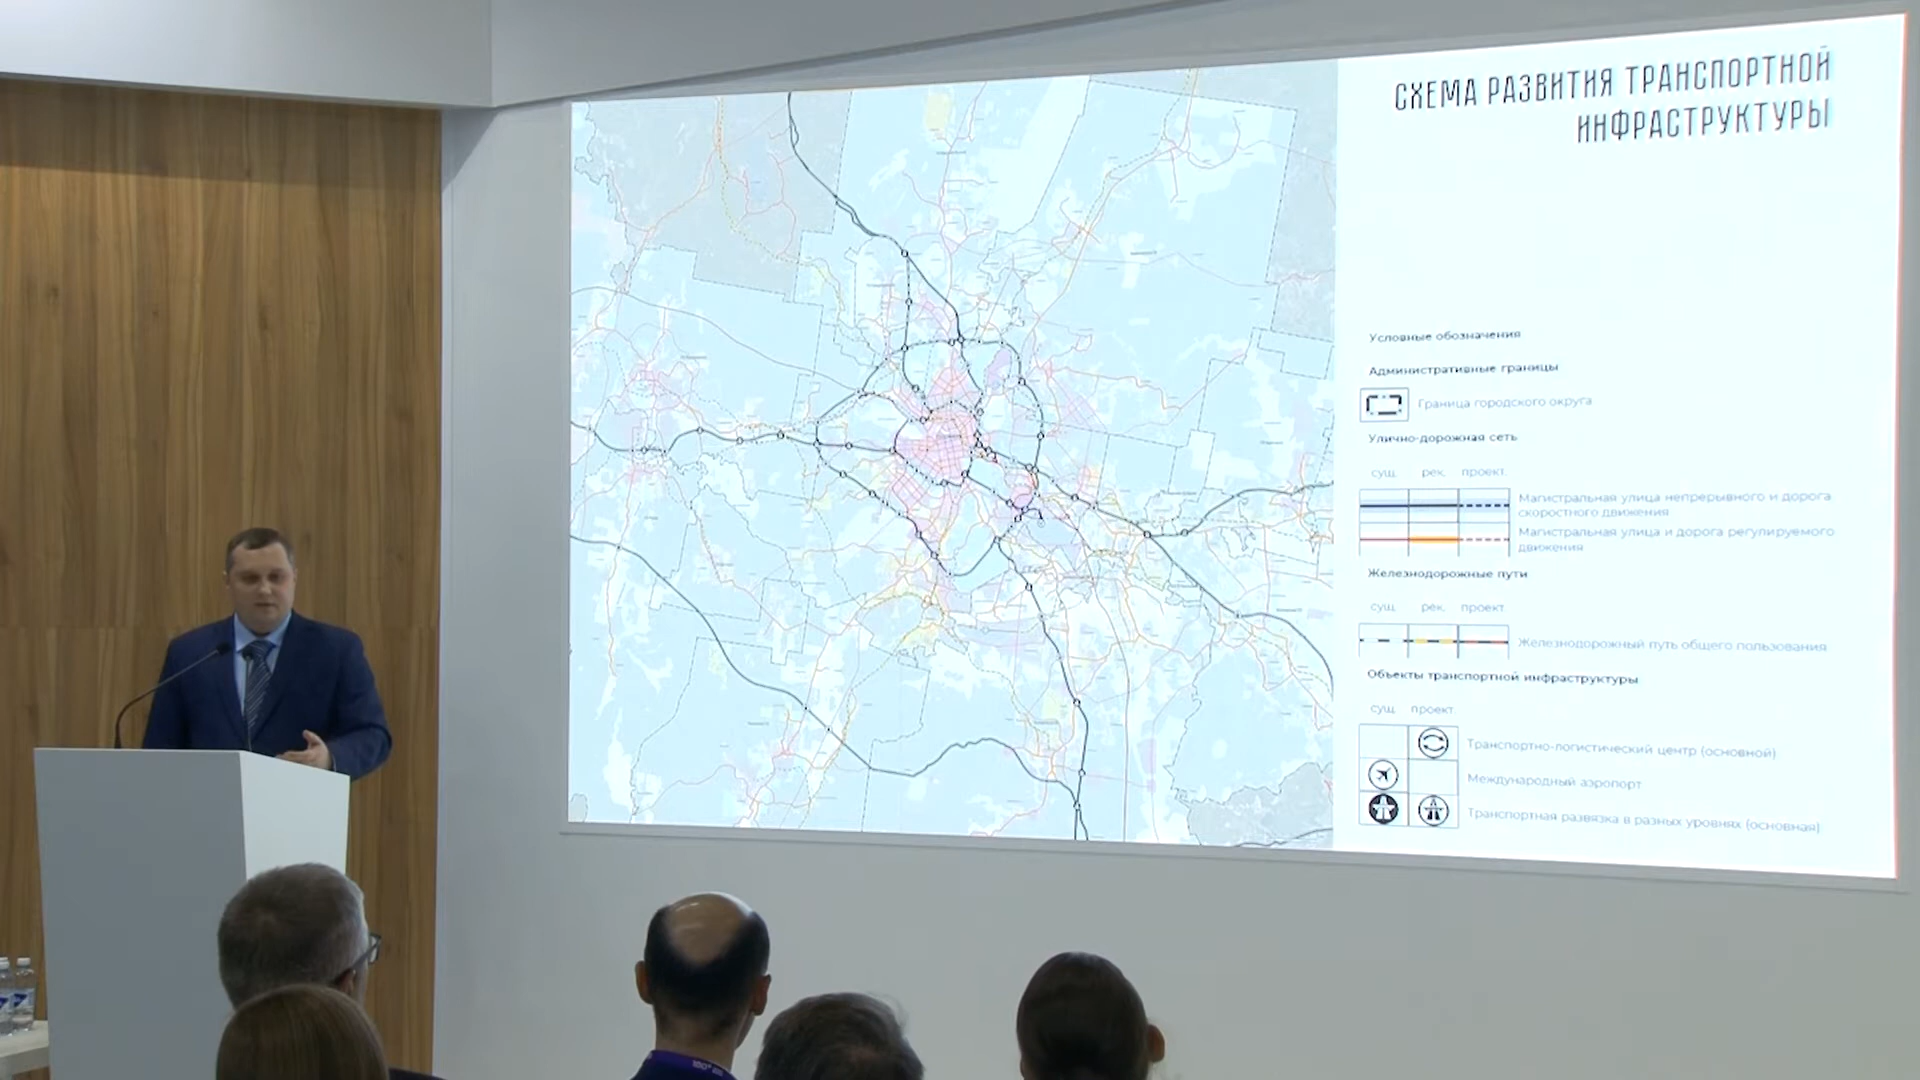 СХЕМА РАЗВИТИЯ ТРАНСПОРТНОЙ
ИНФРАСТРУКТУРЫ
Условные обозначения
Административные границы
Граница городского округа
Улично-дорожная сеть
сущ. рек. проект.
Магистральная улица непрерывного и дорога
скоростного движения
Магистральная улица и дорога регулируемого
движения
Железнодорожные пути
сущ. рек. проект.
Железнодорожный путь общего пользования
Объекты транспортной инфраструктуры
сущ. проект.
Транспортно-логистический центр (основной)
Международный аэропорт
Транспортная развязка в разных уровнях (основная)